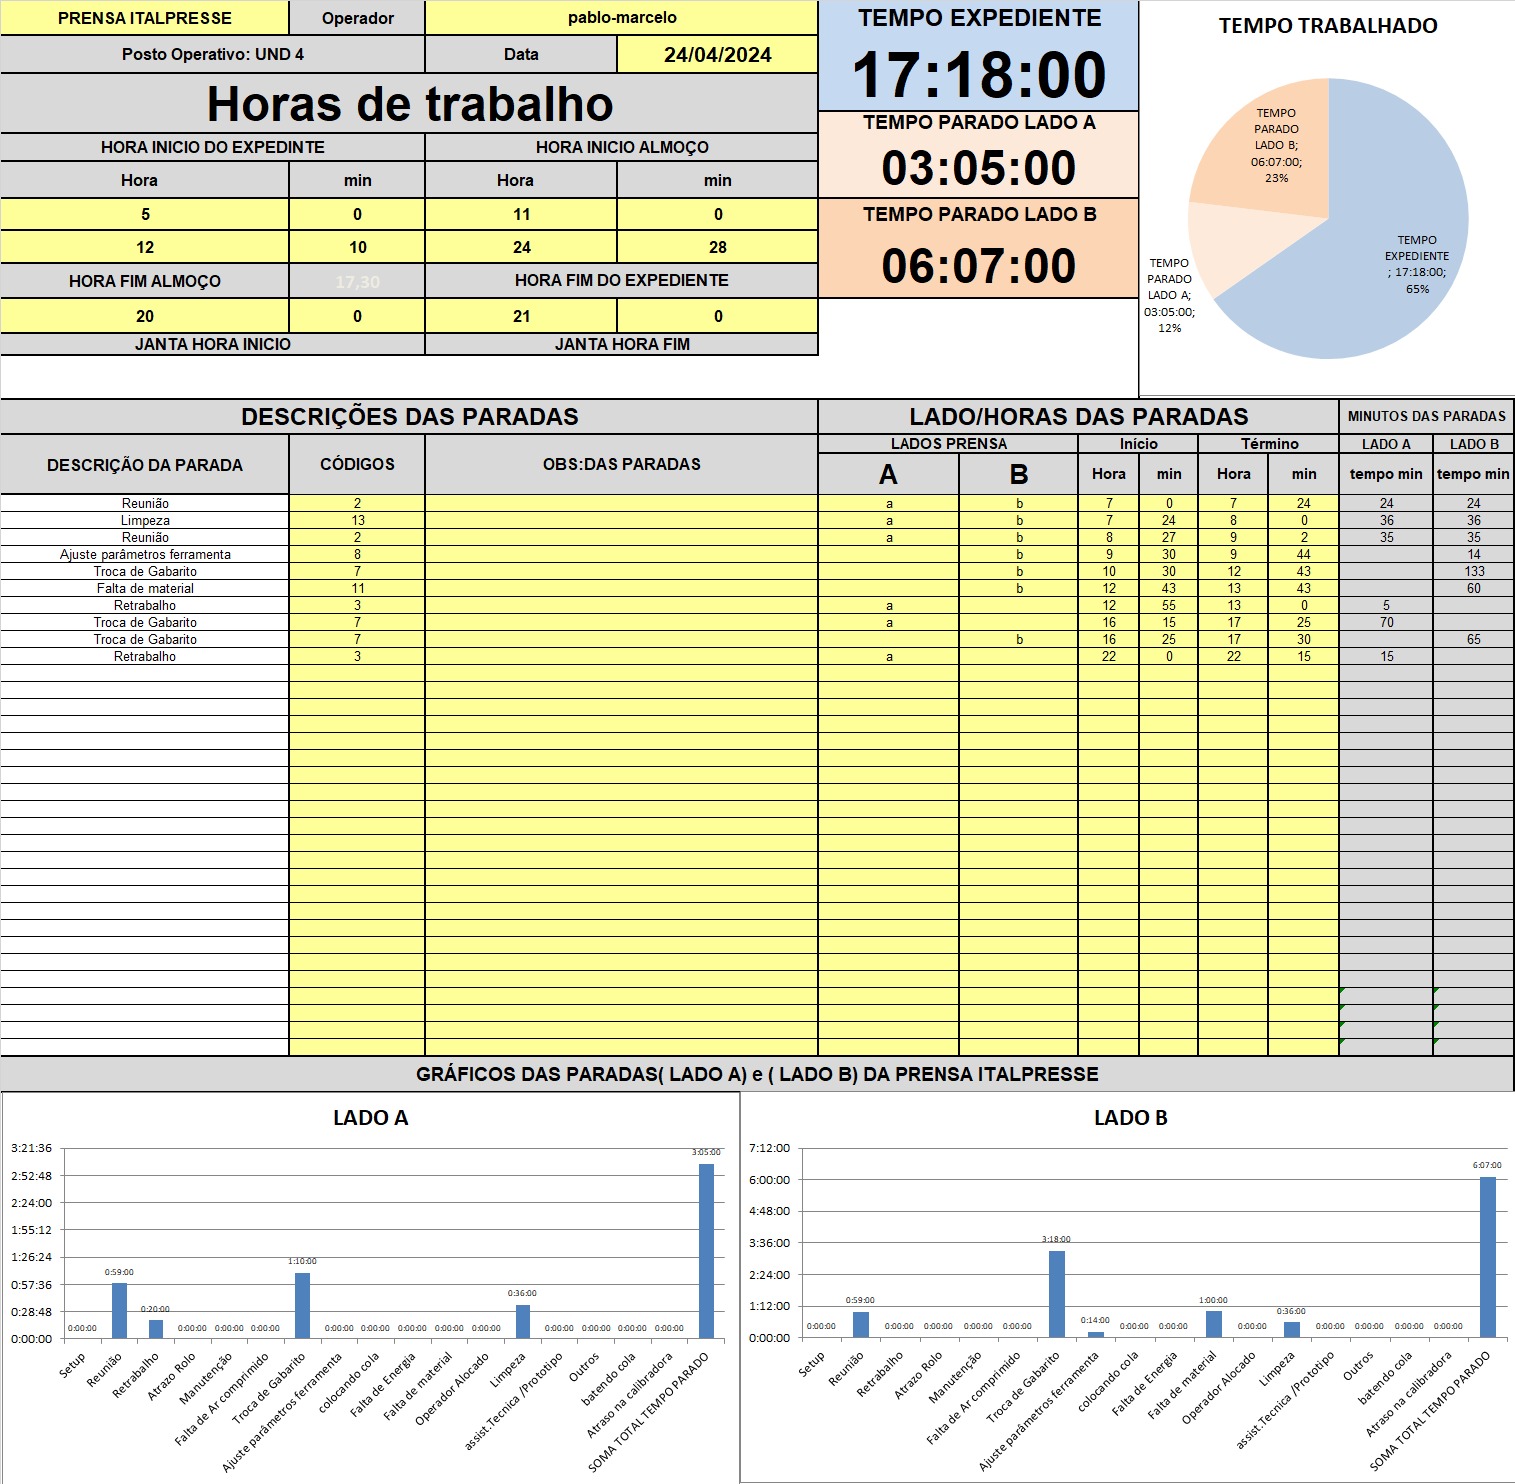 PRENSA ITALPRESSE Operador pablo-marcelo
Posto Operativo: UND 4 Data 24/04/2024
Horas de trabalho
HORA INICIO DO EXPEDINTE HORA INICIO ALMOÇO
Hora min Hora min
5 0 11 0
12 10 24 28
HORA FIM ALMOÇO 17,30 HORA FIM DO EXPEDIENTE
20 0 21 0
JANTA HORA INICIO JANTA HORA FIM
TEMPO EXPEDIENTE
17:18:00
TEMPO PARADO LADO A
03:05:00
TEMPO PARADO LADO B
06:07:00
TEMPO TRABALHADO
TEMPO
PARADO
LADO B;
06:07:00;
23%
TEMPO
EXPEDIENTE
; 17:18:00;
65%
TEMPO
PARADO
LADO A;
03:05:00;
12%
DESCRIÇÕES DAS PARADAS LADO/HORAS DAS PARADAS MINUTOS DAS PARADAS
DESCRIÇÃO DA PARADA CÓDIGOS OBS:DAS PARADAS LADOS PRENSA Início Término LADO A LADO B
A B Hora min Hora min tempo min tempo min
Reunião 2 a b 7 0 7 24 24 24
Limpeza 13 a b 7 24 8 0 36 36
Reunião 2 a b 8 27 9 2 35 35
Ajuste parâmetros ferramenta 8 b 9 30 9 44 14
Troca de Gabarito 7 b 10 30 12 43 133
Falta de material 11 b 12 43 13 43 60
Retrabalho 3 a 12 55 13 0 5
Troca de Gabarito 7 a 16 15 17 25 70
Troca de Gabarito 7 b 16 25 17 30 65
Retrabalho 3 a 22 0 22 15 15
GRÁFICOS DAS PARADAS( LADO A) e ( LADO B) DA PRENSA ITALPRESSE
LADO A
3:21:36
2:52:48
2:24:00
1:55:12
1:26:24
0:57:36
0:28:48
0:00:00
0:00:00 0:59:00 0:20:00 0:00:00 0:00:00 0:00:00 1:10:00 0:00:00 0:00:00 0:00:00 0:00:00 0:00:00 0:36:00 0:00:00 0:00:00 0:00:00 0:00:00 3:05:00
Setup
Reunião
Retrabalho
Atrazo Rolo
Manutenção
Falta de Ar comprimido
Troca de Gabarito
Ajuste parâmetros ferramenta
colocando cola
Falta de Energia
Falta de material
Operador Alocado
Limpeza
assist.Tecnica /Prototipo
Outros
batendo cola
Atraso na calibradora
SOMA TOTAL TEMPO PARADO
LADO B
7:12:00
6:00:00
4:48:00
3:36:00
2:24:00
1:12:00
0:00:00
0:00:00 0:59:00 0:00:00 0:00:00 0:00:00 0:00:00 3:18:00 0:14:00 0:00:00 0:00:00 1:00:00 0:00:00 0:36:00 0:00:00 0:00:00 0:00:00 0:00:00 6:07:00
Setup
Reunião
Retrabalho
Atrazo Rolo
Manutenção
Falta de Ar comprimido
Troca de Gabarito
Ajuste parâmetros ferramenta
colocando cola
Falta de Energia
Falta de material
Operador Alocado
Limpeza
assist.Tecnica /Prototipo
Outros
batendo cola
Atraso na calibradora
SOMA TOTAL TEMPO PARADO